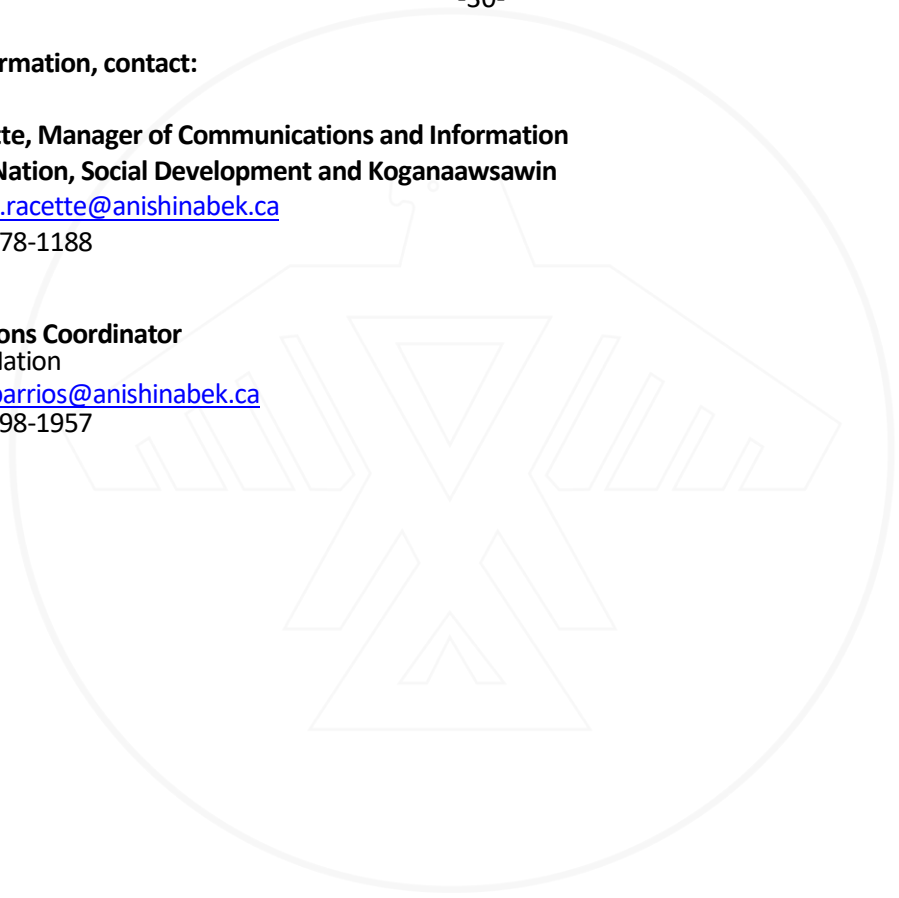 -30-
rmation, contact:
tte, Manager of Communications and Information
Nation, Social Development and Koganaawsawin
.racette@anishinabek.ca
78-1188
ons Coordinator
Nation
barrios@anishinabek.ca
98-1957